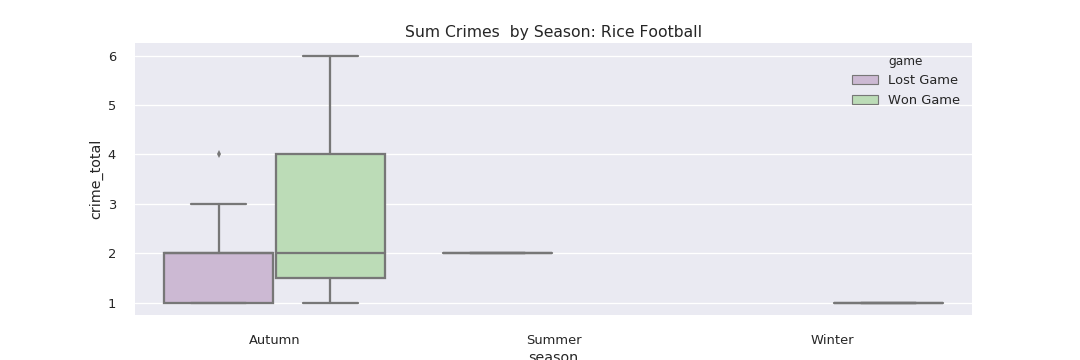 Sum Crimes  by Season: Rice Football
game
Lost Game
Won Game
crime_total
6
5
4
3
2
1
Autumn
Summer
Winter
season